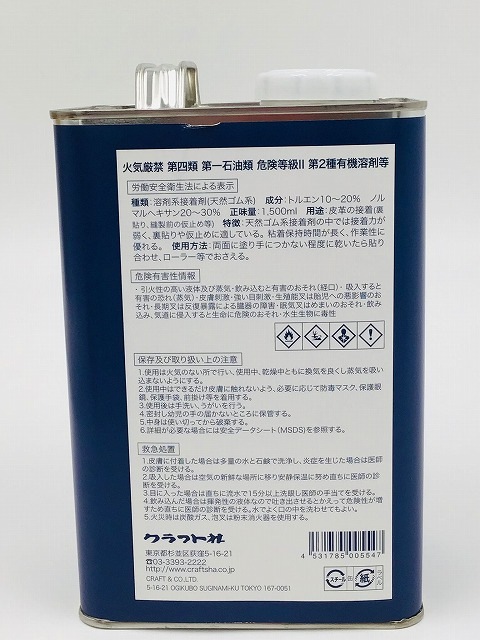 火気厳禁 第四類 第一石油類 危険等級II 第2種有機溶剤等
労働安全衛生法による表示
種類：溶剤系接着剤(天然ゴム系) 成分：トルエン10～20% ノル
マルヘキサン20～30% 正味量：1,500ml 用途：皮革の接着(裏
貼り、縫製前の仮止め等) 特徴：天然ゴム系接着剤の中では接着力が
弱く、裏貼りや仮止めに適している。粘着保持時間が長く、作業性に
優れる。 使用方法：両面に塗り手につかない程度に乾いたら貼り
合わせ、ローラー等でおさえる。
危険有害性情報
・引火性の高い液体及び蒸気・飲み込むと有害のおそれ(経口)・吸入すると
有害の恐れ(蒸気)・皮膚刺激・強い目刺激・生殖能又は胎児への悪影響のお
それ・長期又は反復暴露による臓器の障害・眠気又はめまいのおそれ・飲み
込み、気道に侵入すると生命に危険のおそれ・水生生物に毒性
保存及び取り扱い上の注意
1.使用は火気のない所で行い、使用中、乾燥中ともに換気を良くし蒸気を吸い
込まないようにする。
2.使用中はできるだけ皮膚に触れないよう、必要に応じて防毒マスク、保護眼
鏡、保護手袋、前掛け等を着用する。
3.使用後は手洗い、うがいを行う。
4.密封し幼児の手の届かないところに保管する。
5.中身は使い切ってから破棄する。
6.詳細が必要な場合には安全データシート(MSDS)を参照する。
救急処置
1.皮膚に付着した場合は多量の水と石鹸で洗浄し、炎症を生じた場合は医師
の診断を受ける。
2.吸入した場合は空気の新鮮な場所に移り安静保温に努め直ちに医師の診
断を受ける。
3.目に入った場合は直ちに流水で15分以上洗眼し医師の手当てを受ける。
4.飲み込んだ場合は揮発性の液体なので吐き出させるとかえって危険性が増
すため直ちに医師の診断を受ける。水でよく口の中を洗わせてもよい。
5.火災時は炭酸ガス、泡又は粉末消火器を使用する。
クラフト社
東京都杉並区荻窪5-16-21
☎03-3393-2222
http://www.craftsha.co.jp
CRAFT & CO.,LTD.
5-16-21 OGIKUBO SUGINAMI-KU TOKYO 167-0051
4 531785 005547
スチール
缶
紙
ラベル